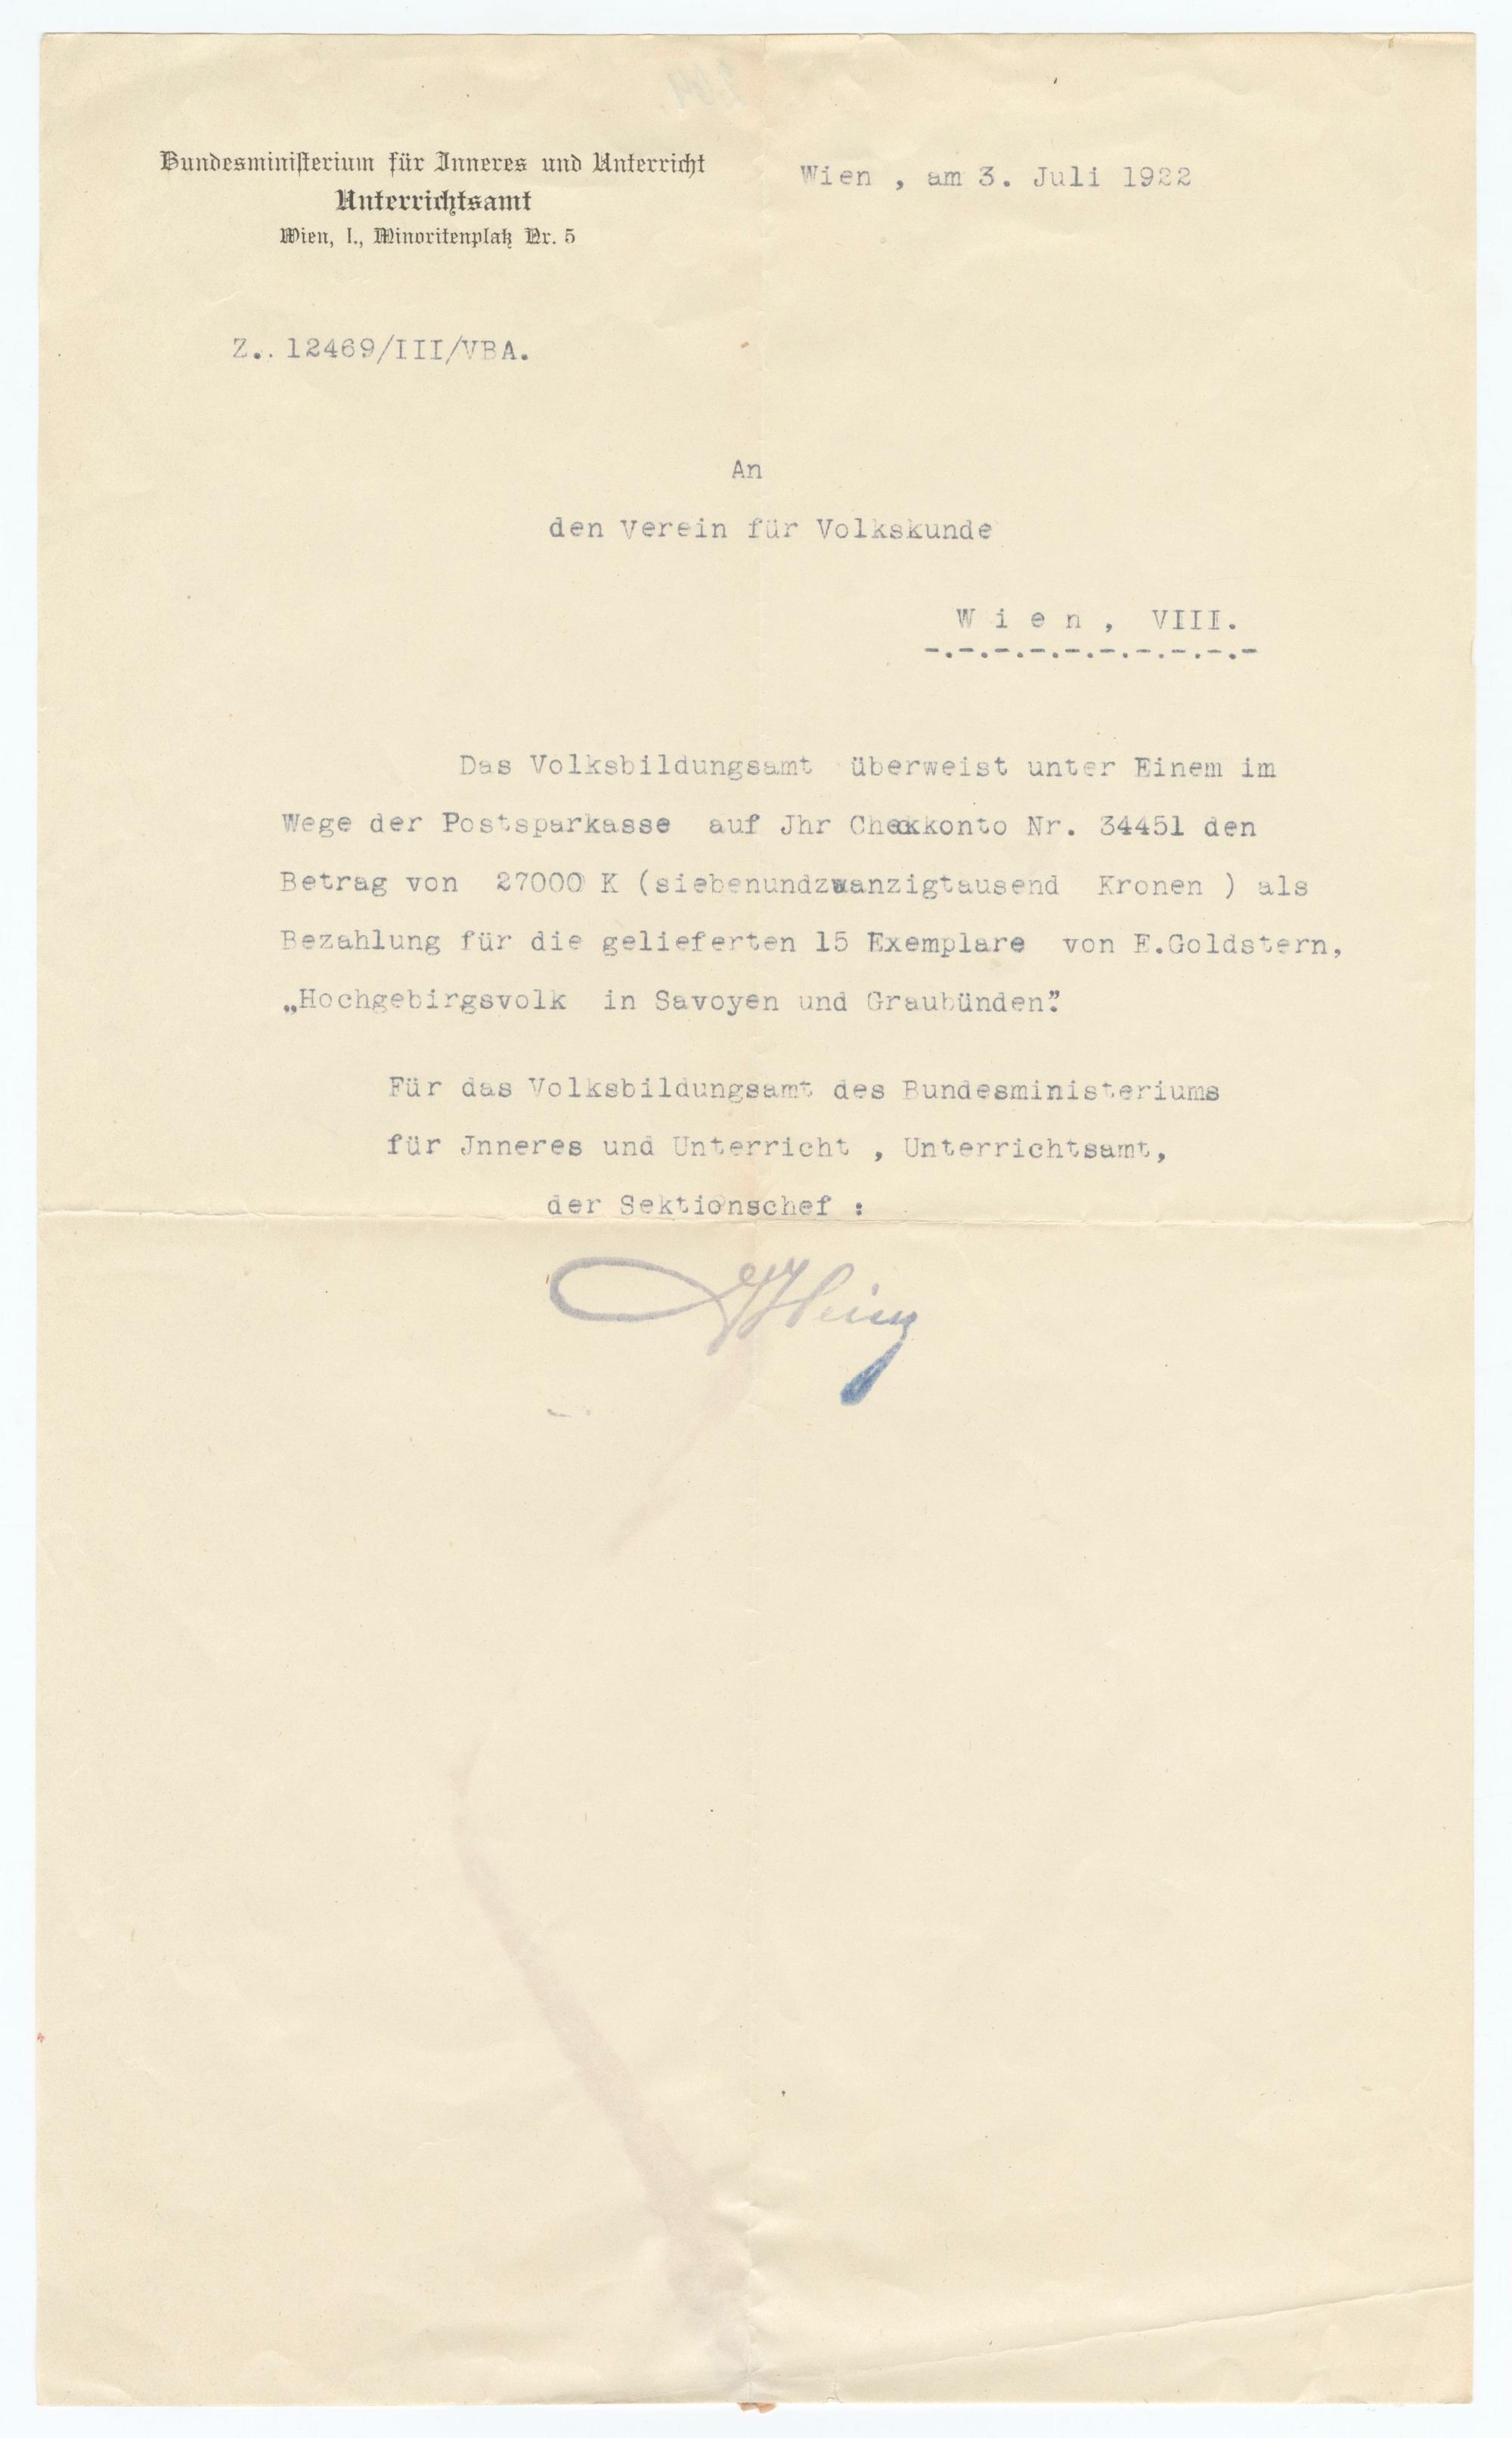 Bundesministerium für Inneres und Unterricht
Unterrichtsamt
Wien, I., Minoritenplatz Nr. 5
Wien , am 3. Juli 1922
Z.. 12469/III/VBA.
An
den Verein für Volkskunde
W i e n , VIII.
-.-.-.-.-.-.-.-.-.-
Das Volksbildungsamt überweist unter Einem im
Wege der Postsparkasse auf Jhr Checkkonto Nr. 34451 den
Betrag von 27000 K (siebenundzwanzigtausend Kronen ) als
Bezahlung für die gelieferten 15 Exemplare von E.Goldstern,
„Hochgebirgsvolk in Savoyen und Graubünden".
Für das Volksbildungsamt des Bundesministeriums
für Jnneres und Unterricht , Unterrichtsamt,
der Sektionschef :